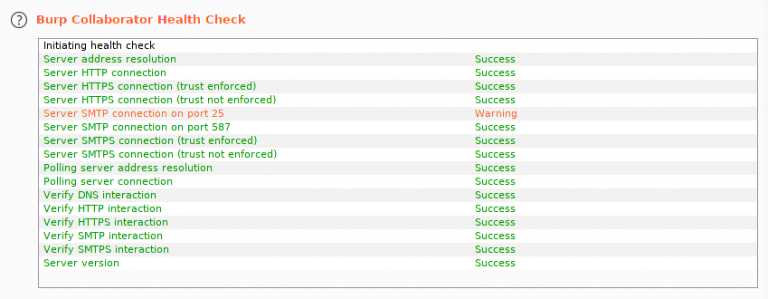 ? Burp Collaborator Health Check
Initiating health check
Server address resolution Success
Server HTTP connection Success
Server HTTPS connection (trust enforced) Success
Server HTTPS connection (trust not enforced) Success
Server SMTP connection on port 25 Warning
Server SMTP connection on port 587 Success
Server SMTPS connection (trust enforced) Success
Server SMTPS connection (trust not enforced) Success
Polling server address resolution Success
Polling server connection Success
Verify DNS interaction Success
Verify HTTP interaction Success
Verify HTTPS interaction Success
Verify SMTP interaction Success
Verify SMTPS interaction Success
Server version Success